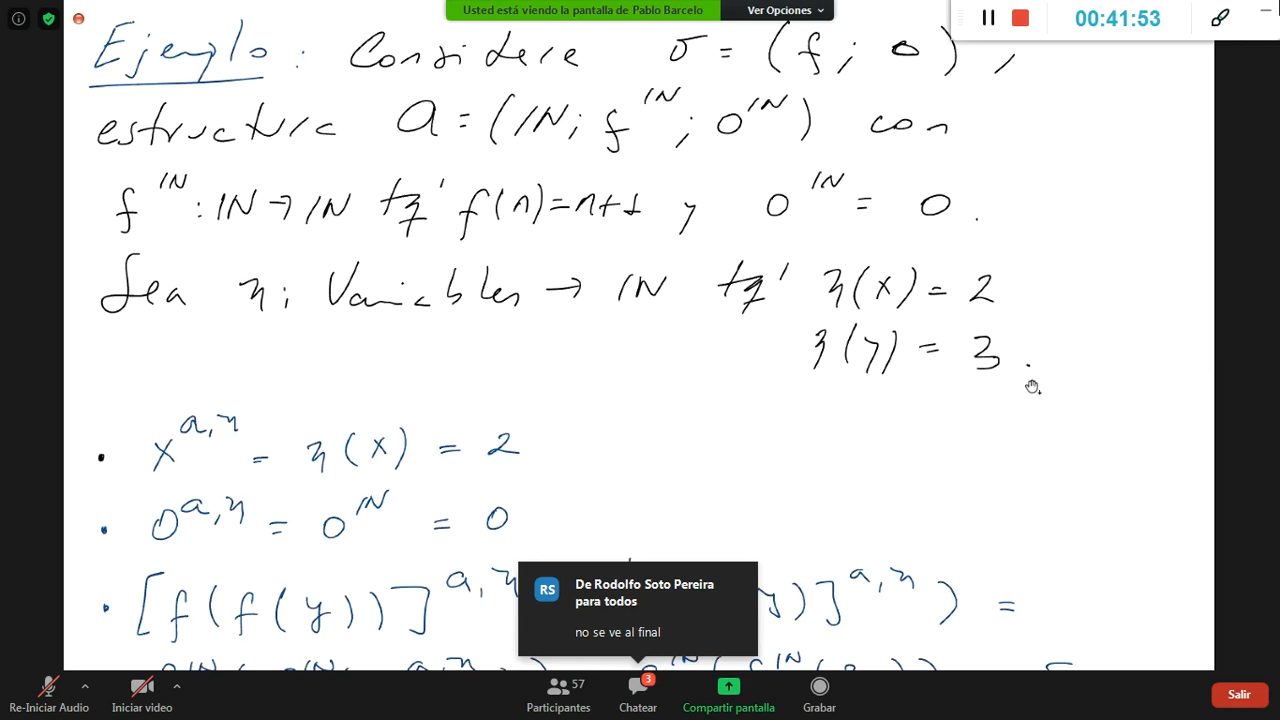 Usted está viendo la pantalla de Pablo Barcelo
Ver Opciones
00:41:53
Ejemplo: Considere σ = (f; 0),
estructura a = (IN; f^IN; 0^IN) con
f^IN: IN → IN tq' f(n)=n+1 y 0^IN = 0.
Sea η: Variables → IN tq' η(x) = 2
η(y) = 3.
• x^a,η = η(x) = 2
• 0^a,η = 0^IN = 0
• [f(f(y))]^a,η y)]^a,η) =
RS
De Rodolfo Soto Pereira
para todos
no se ve al final
Re-Iniciar Audio
Iniciar video
57
Participantes
3
Chatear
Compartir pantalla
Grabar
Salir